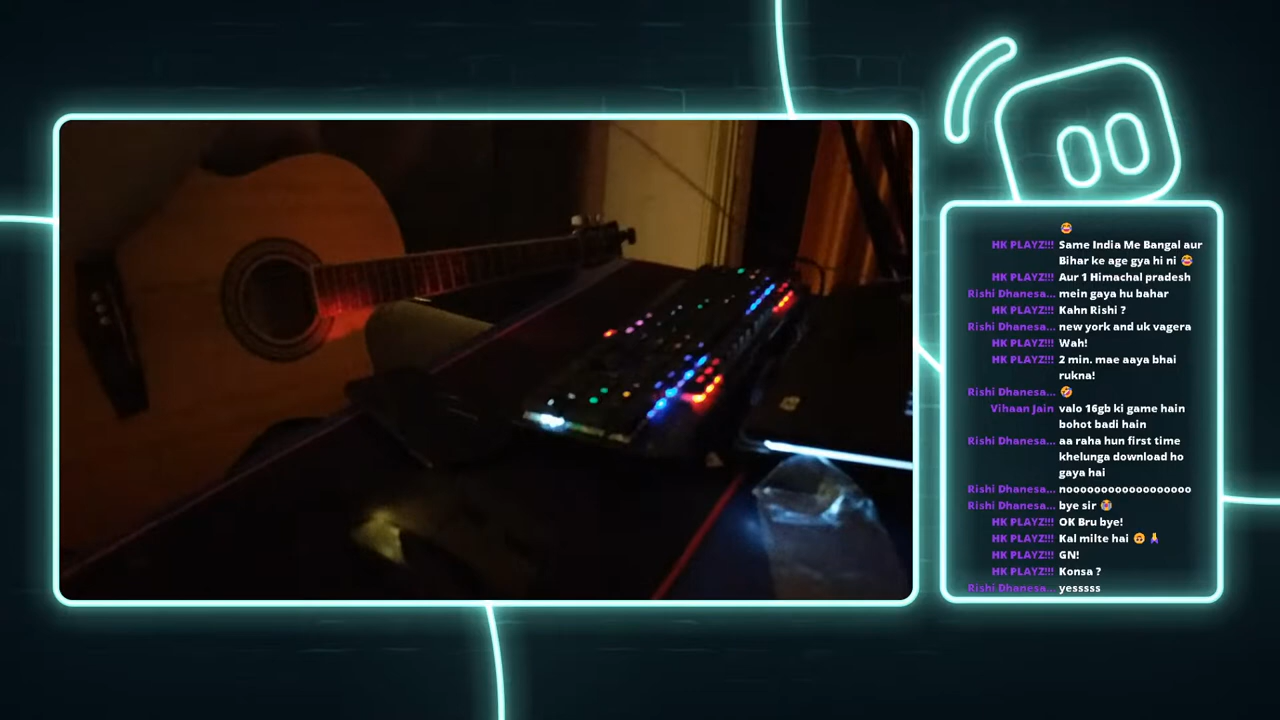 HK PLAYZ!!! Same India Me Bangal aur
Bihar ke age gya hi ni
HK PLAYZ!!! Aur 1 Himachal pradesh
Rishi Dhanesa... mein gaya hu bahar
HK PLAYZ!!! Kahn Rishi ?
Rishi Dhanesa... new york and uk vagera
HK PLAYZ!!! Wah!
HK PLAYZ!!! 2 min. mae aaya bhai
rukna!
Rishi Dhanesa... 🤣
Vihaan Jain valo 16gb ki game hain
bohot badi hain
Rishi Dhanesa... aa raha hun first time
khelunga download ho
gaya hai
Rishi Dhanesa... noooooooooooooooooo
Rishi Dhanesa... bye sir 😭
HK PLAYZ!!! OK Bru bye!
HK PLAYZ!!! Kal milte hai
HK PLAYZ!!! GN!
HK PLAYZ!!! Konsa ?
Rishi Dhanesa... yesssss